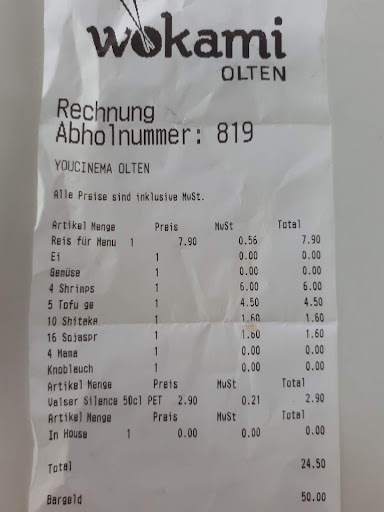 wokami
OLTEN
Rechnung
Abholnummer: 819
YOUCINEMA OLTEN
Alle Preise sind inklusive MwSt.
Artikel Menge Preis MwSt Total
Reis für Menu 1 7.90 0.56 7.90
Ei 1 0.00 0.00
Gemüse 1 0.00 0.00
4 Shrimps 1 6.00 6.00
5 Tofu ge 1 4.50 4.50
10 Shitake 1 1.60 1.60
16 Sojaspr 1 1.60 1.60
4 Mama 1 0.00 0.00
Knoblauch 1 0.00 0.00
Artikel Menge Preis MwSt Total
Valser Silence 50cl PET 2.90 0.21 2.90
Artikel Menge Preis MwSt Total
In House 1 0.00 0.00 0.00
Total 24.50
Bargeld 50.00